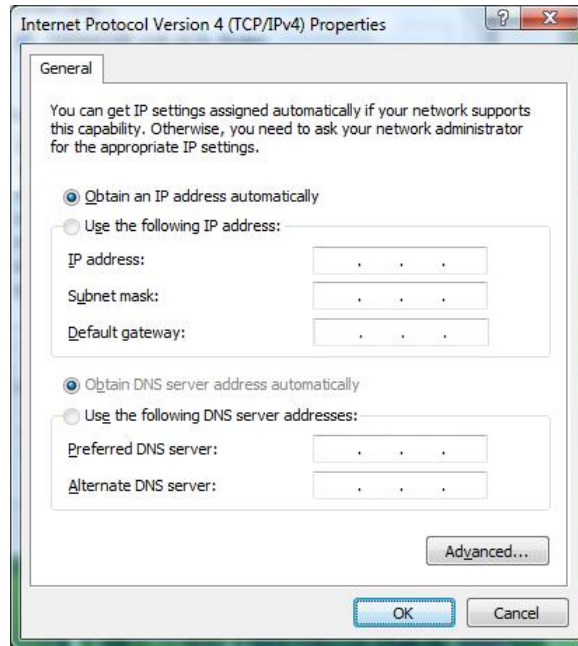 Internet Protocol Version 4 (TCP/IPv4) Properties
General
You can get IP settings assigned automatically if your network supports
this capability. Otherwise, you need to ask your network administrator
for the appropriate IP settings.
Obtain an IP address automatically
Use the following IP address:
IP address:
Subnet mask:
Default gateway:
Obtain DNS server address automatically
Use the following DNS server addresses:
Preferred DNS server:
Alternate DNS server:
Advanced...
OK
Cancel